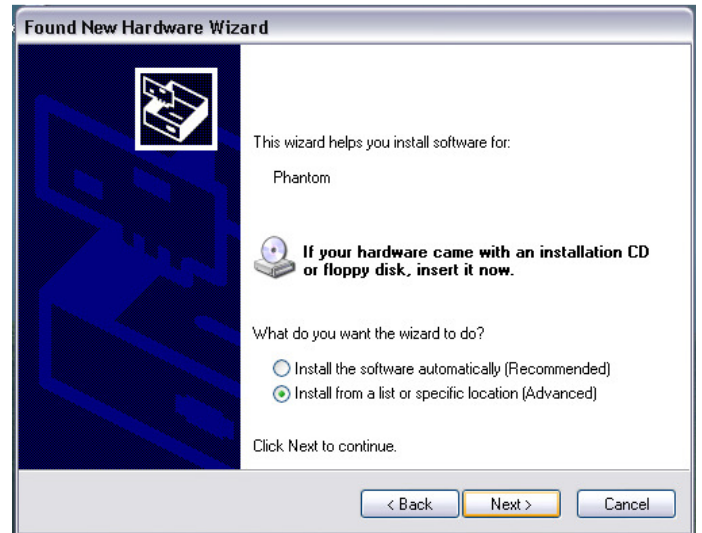 Found New Hardware Wizard
This wizard helps you install software for:
Phantom
If your hardware came with an installation CD
or floppy disk, insert it now.
What do you want the wizard to do?
Install the software automatically (Recommended)
Install from a list or specific location (Advanced)
Click Next to continue.
< Back Next > Cancel